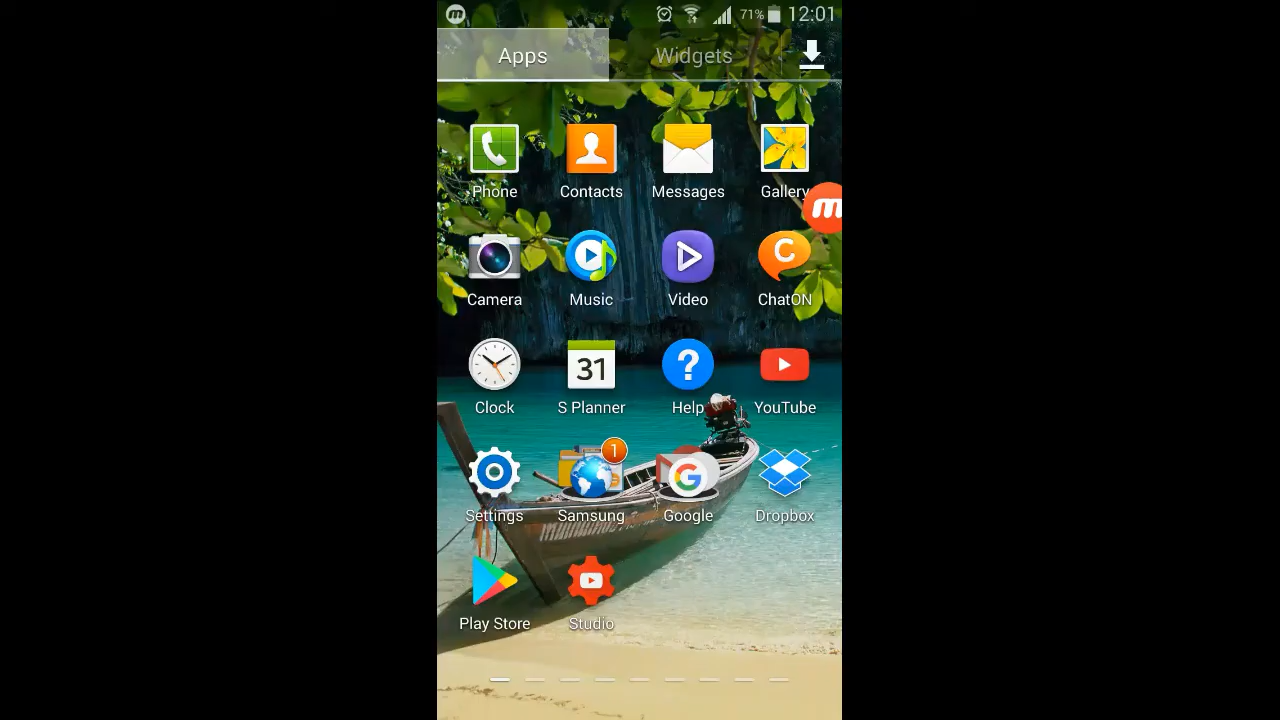 71% 12:01
Apps Widgets
Phone Contacts Messages Gallery
Camera Music Video ChatON
31
Clock S Planner Help YouTube
1
Settings Samsung Google Dropbox
Play Store Studio